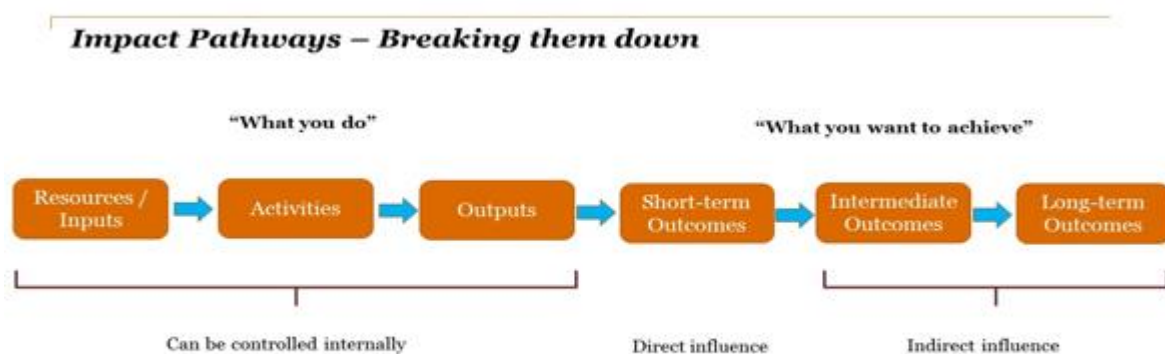 Impact Pathways – Breaking them down
“What you do”
“What you want to achieve”
Resources /
Inputs
Activities
Outputs
Short-term
Outcomes
Intermediate
Outcomes
Long-term
Outcomes
Can be controlled internally
Direct influence
Indirect influence